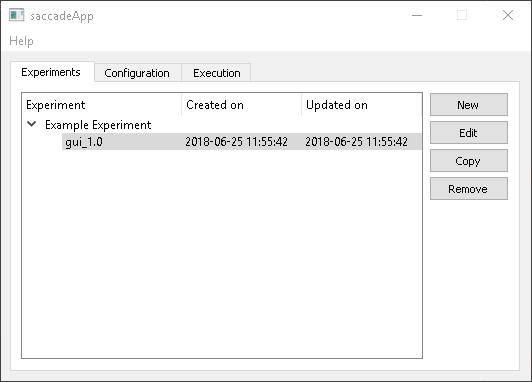 saccadeApp
Help
Experiments Configuration Execution
Experiment Created on Updated on
Example Experiment
gui_1.0 2018-06-25 11:55:42 2018-06-25 11:55:42
New
Edit
Copy
Remove